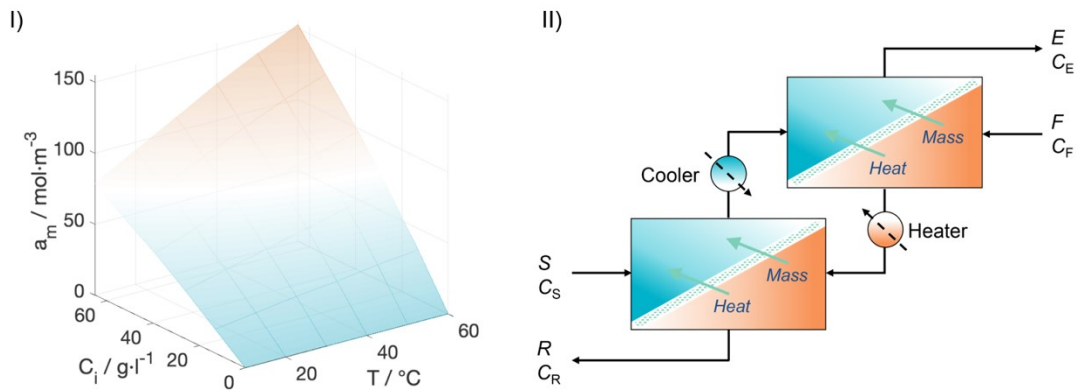 I)
150
100
50
0
a_m / mol·m⁻³
60
40
20
0
C_i / g·l⁻¹
20
40
60
T / °C
II)
E
C_E
F
C_F
Mass
Heat
Cooler
Heater
S
C_S
Mass
Heat
R
C_R